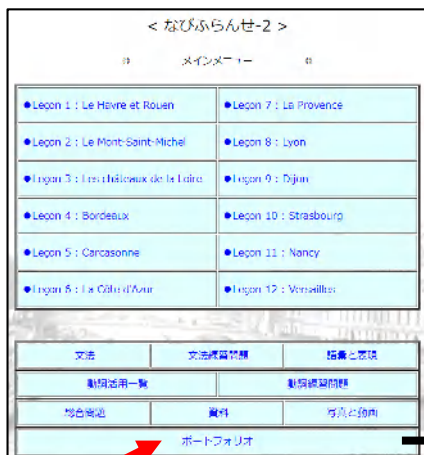 < なびふらんせ-2 >
メインメニュー
●Leçon 1 : Le Havre et Rouen
●Leçon 7 : La Provence
●Leçon 2 : Le Mont-Saint-Michel
●Leçon 8 : Lyon
●Leçon 3 : Les châteaux de la Loire
●Leçon 9 : Dijon
●Leçon 4 : Bordeaux
●Leçon 10 : Strasbourg
●Leçon 5 : Carcasonne
●Leçon 11 : Nancy
●Leçon 6 : La Côte d'Azur
●Leçon 12 : Versailles
文法
文法練習問題
語彙と表現
動詞活用一覧
動詞練習問題
総合問題
資料
写真と動画
ポートフォリオ